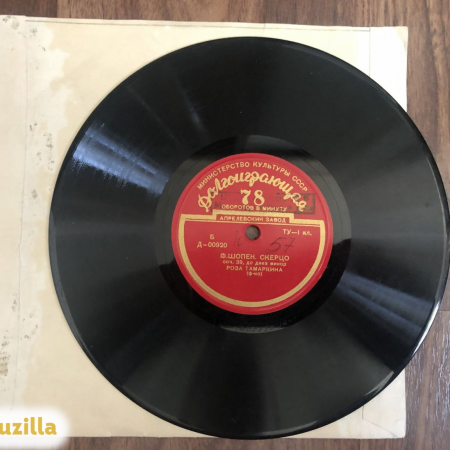 МИНИСТЕРСТВО КУЛЬТУРЫ СССР
Долгоиграющая
78
ОБОРОТОВ В МИНУТУ
АПРЕЛЕВСКИЙ ЗАВОД
Б
Д—00920
ТУ—1 кл.
57
Ф. ШОПЕН. СКЕРЦО
соч. 39, до диез минор
РОЗА ТАМАРКИНА
(ф-но)
uzilla